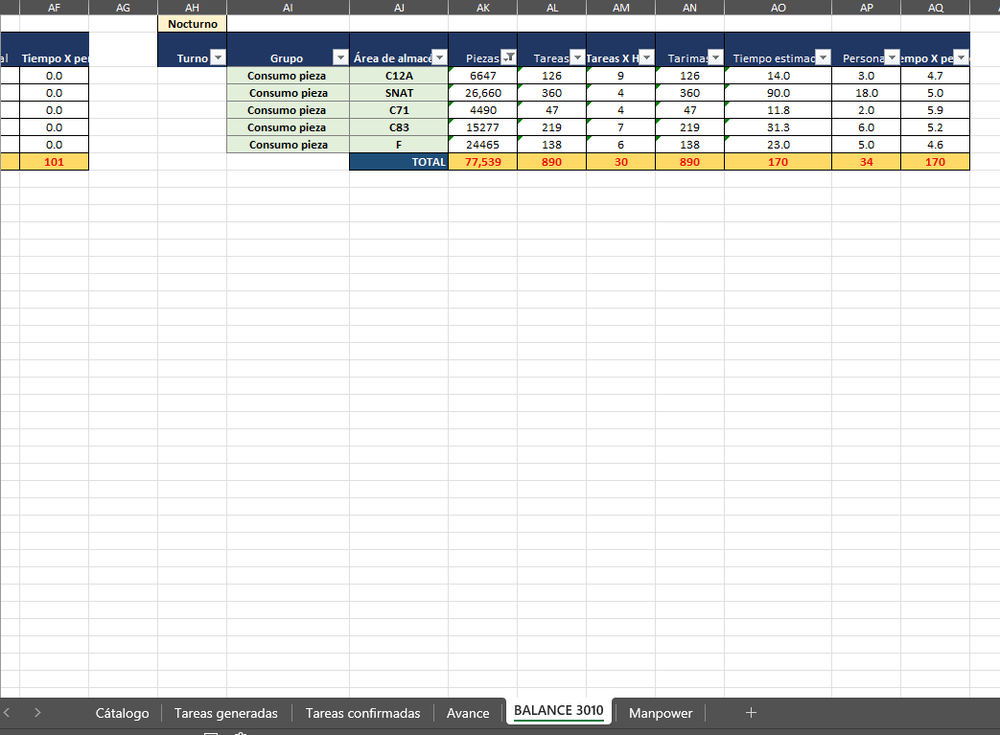 AF AG AH AI AJ AK AL AM AN AO AP AQ
Nocturno
al Tiempo X per Turno Grupo Área de almacé Piezas Tareas Tareas X H Tarimas Tiempo estimad Persona empo X pe
0.0 Consumo pieza C12A 6647 126 9 126 14.0 3.0 4.7
0.0 Consumo pieza SNAT 26,660 360 4 360 90.0 18.0 5.0
0.0 Consumo pieza C71 4490 47 4 47 11.8 2.0 5.9
0.0 Consumo pieza C83 15277 219 7 219 31.3 6.0 5.2
0.0 Consumo pieza F 24465 138 6 138 23.0 5.0 4.6
101 TOTAL 77,539 890 30 890 170 34 170
Cátalogo Tareas generadas Tareas confirmadas Avance BALANCE 3010 Manpower